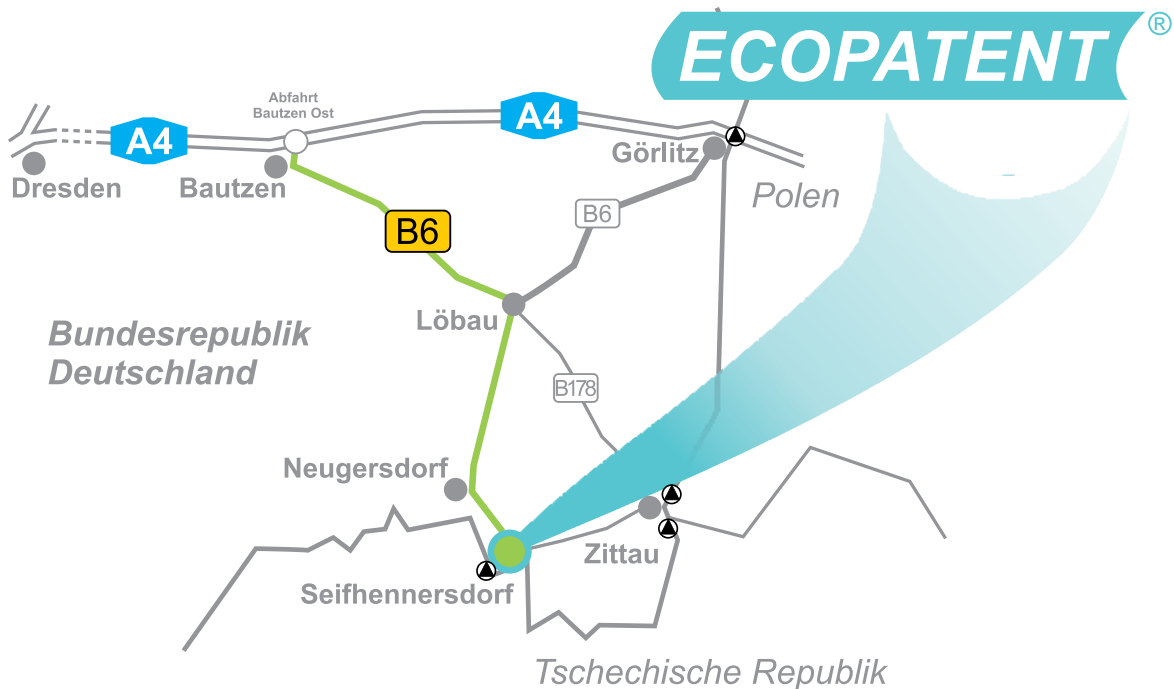 ECOPATENT ®
Abfahrt
Bautzen Ost
A4
A4
Görlitz
Dresden
Bautzen
Polen
B6
B6
Löbau
Bundesrepublik
Deutschland
B178
Neugersdorf
Zittau
Seifhennersdorf
Tschechische Republik